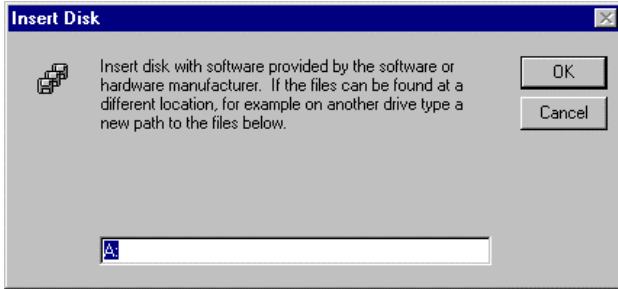 Insert Disk
Insert disk with software provided by the software or
hardware manufacturer. If the files can be found at a
different location, for example on another drive type a
new path to the files below.
OK
Cancel
A: